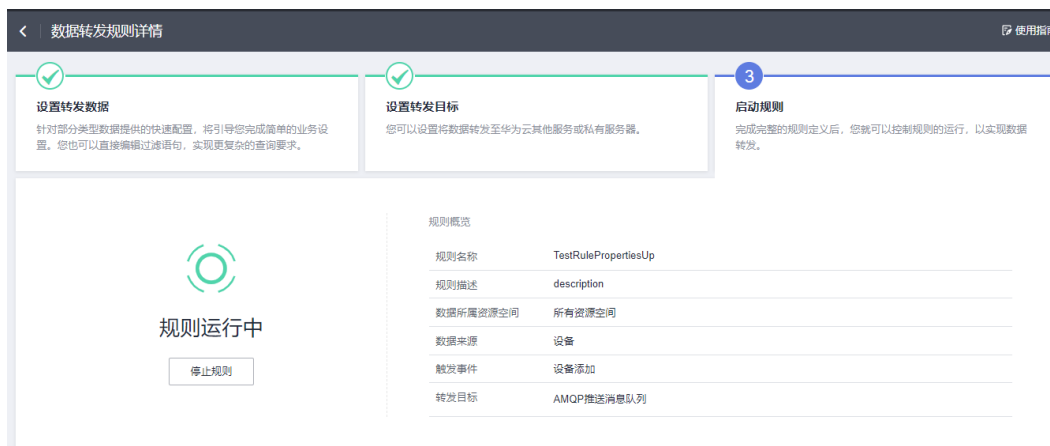 数据转发规则详情
使用指
设置转发数据
针对部分类型数据提供的快速配置，将引导您完成简单的业务设
置。您也可以直接编辑过滤语句，实现更复杂的查询要求。
设置转发目标
您可以设置将数据转发至华为云其他服务或私有服务器。
3
启动规则
完成完整的规则定义后，您就可以控制规则的运行，以实现数据
转发。
规则运行中
停止规则
规则概览
规则名称 TestRulePropertiesUp
规则描述 description
数据所属资源空间 所有资源空间
数据来源 设备
触发事件 设备添加
转发目标 AMQP推送消息队列